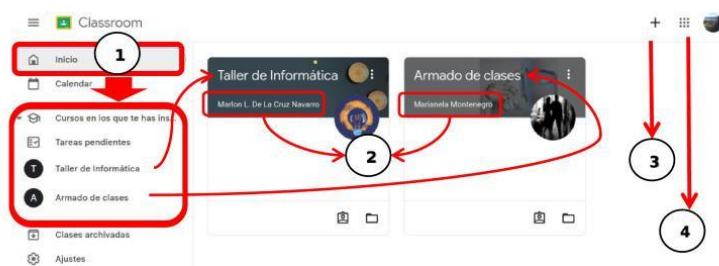 Classroom
Inicio
1
Calendar
Cursos en los que te has ins...
Tareas pendientes
T Taller de Informática
A Armado de clases
Clases archivadas
Ajustes
Taller de Informática
Marlon L. De La Cruz Navarro
Armado de clases
Marianela Montenegro
2
3
4